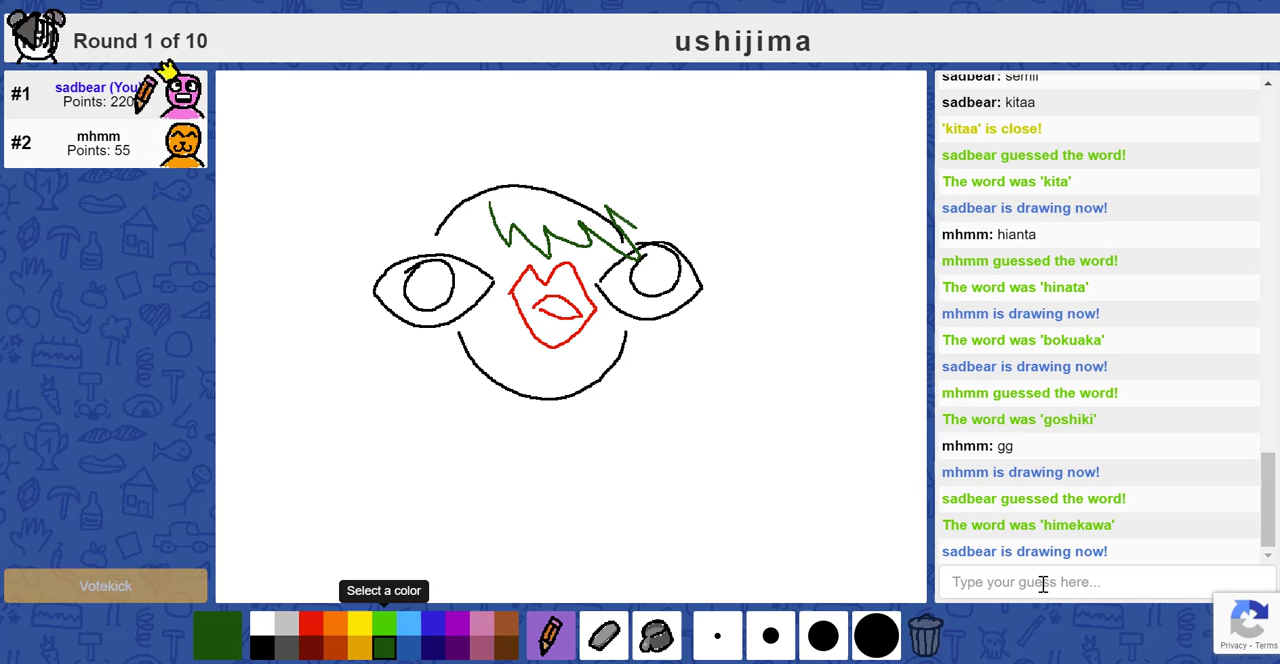 Round 1 of 10
ushijima
#1
sadbear (You
Points: 220
#2
mhmm
Points: 55
sadbear: semii
sadbear: kitaa
'kitaa' is close!
sadbear guessed the word!
The word was 'kita'
sadbear is drawing now!
mhmm: hianta
mhmm guessed the word!
The word was 'hinata'
mhmm is drawing now!
The word was 'bokuaka'
sadbear is drawing now!
mhmm guessed the word!
The word was 'goshiki'
mhmm: gg
mhmm is drawing now!
sadbear guessed the word!
The word was 'himekawa'
sadbear is drawing now!
Type your guess here...
Votekick
Select a color
Privacy - Terms